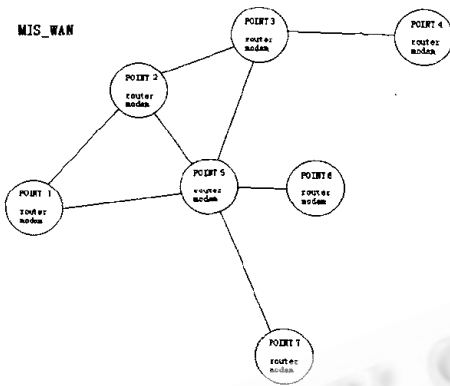 MIS_WAN
POINT 3
router
modem
POINT 4
router
modem
POINT 2
router
modem
POINT 5
router
modem
POINT 6
router
modem
POINT 1
router
modem
POINT 7
router
modem